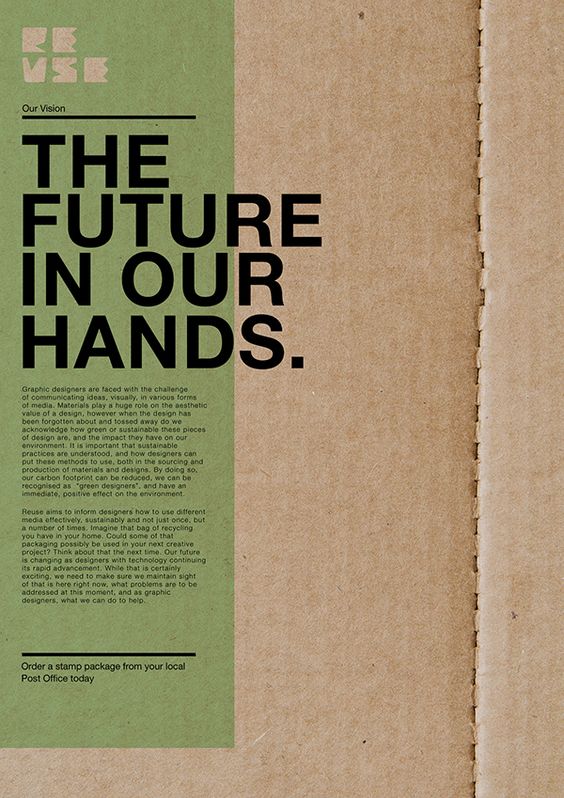 RE
USE
Our Vision
THE
FUTURE
IN OUR
HANDS.
Graphic designers are faced with the challenge
of communicating ideas, visually, in various forms
of media. Materials play a huge role on the aesthetic
value of a design, however when the design has
been forgotten about and tossed away do we
acknowledge how green or sustainable these pieces
of design are, and the impact they have on our
environment. It is important that sustainable
practices are understood, and how designers can
put these methods to use, both in the sourcing and
production of materials and designs. By doing so,
our carbon footprint can be reduced, we can be
recognised as "green designers", and have an
immediate, positive effect on the environment.
Reuse aims to inform designers how to use different
media effectively, sustainably and not just once, but
a number of times. Imagine that bag of recycling
you have in your home. Could some of that
packaging possibly be used in your next creative
project? Think about that the next time. Our future
is changing as designers with technology continuing
its rapid advancement. While that is certainly
exciting, we need to make sure we maintain sight
of that is here right now, what problems are to be
addressed at this moment, and as graphic
designers, what we can do to help.
Order a stamp package from your local
Post Office today